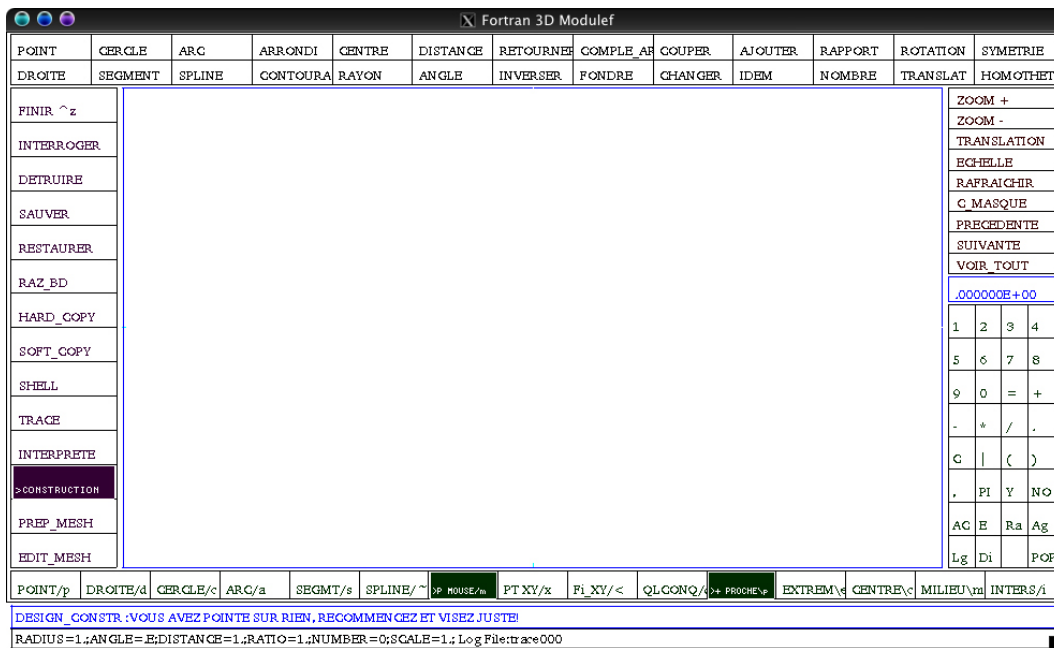 Fortran 3D Modulef
POINT CERCLE ARC ARRONDI CENTRE DISTANCE RETOURNER COMPLE_AR COUPER AJOUTER RAPPORT ROTATION SYMETRIE
DROITE SEGMENT SPLINE CONTOURA RAYON ANGLE INVERSER FONDRE CHANGER IDEM NOMBRE TRANSLAT HOMOTHET
FINIR ^z
INTERROGER
DETRUIRE
SAUVER
RESTAURER
RAZ_BD
HARD_COPY
SOFT_COPY
SHELL
TRACE
INTERPRETE
>CONSTRUCTION
PREP_MESH
EDIT_MESH
ZOOM +
ZOOM -
TRANSLATION
ECHELLE
RAFRAICHIR
C_MASQUE
PRECEDENTE
SUIVANTE
VOIR_TOUT
.000000E+00
1 2 3 4
5 6 7 8
9 0 = +
- * / .
C | ( )
, PI Y NO
AC E Ra Ag
Lg Di POP
POINT/p DROITE/d CERCLE/c ARC/a SEGMT/s SPLINE/~ >P MOUSE/m PT XY/x Fi_XY/< QLCONQ/ >+ PROCHE\p EXTREM\e CENTRE\c MILIEU\m INTERS/i
DESIGN_CONSTR :VOUS AVEZ POINTE SUR RIEN, RECOMMENCEZ ET VISEZ JUSTE!
RADIUS=1.;ANGLE=.E;DISTANCE=1.;RATIO=1.;NUMBER=0;SCALE=1.; Log File:trace000